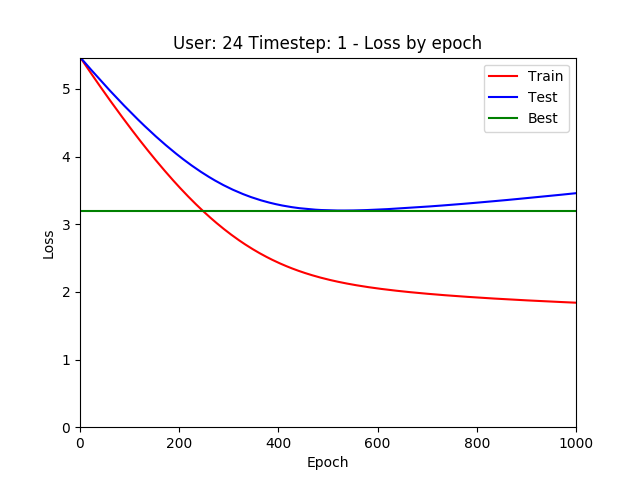 User: 24 Timestep: 1 - Loss by epoch
Train
Test
Best
5
4
3
2
1
0
Loss
0 200 400 600 800 1000
Epoch